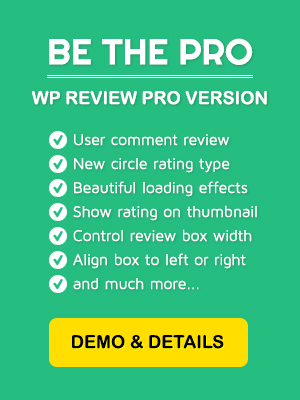 BE THE PRO
WP REVIEW PRO VERSION
User comment review
New circle rating type
Beautiful loading effects
Show rating on thumbnail
Control review box width
Align box to left or right
and much more...
DEMO & DETAILS